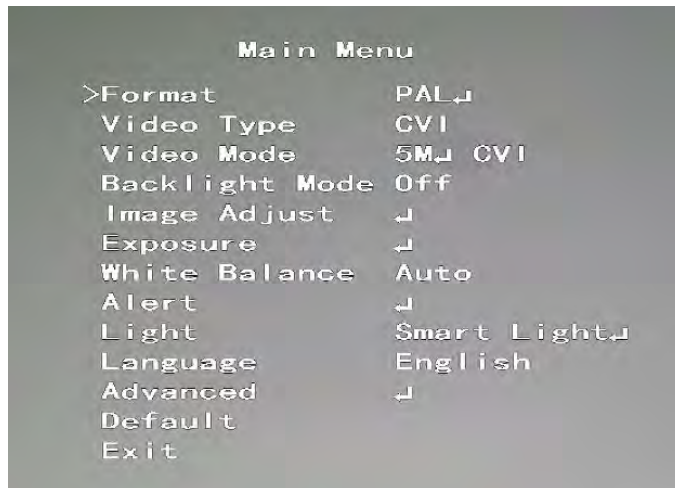 Main Menu
>Format PAL↵
Video Type CVI
Video Mode 5M↵ CVI
Backlight Mode Off
Image Adjust ↵
Exposure ↵
White Balance Auto
Alert ↵
Light Smart Light↵
Language English
Advanced ↵
Default
Exit